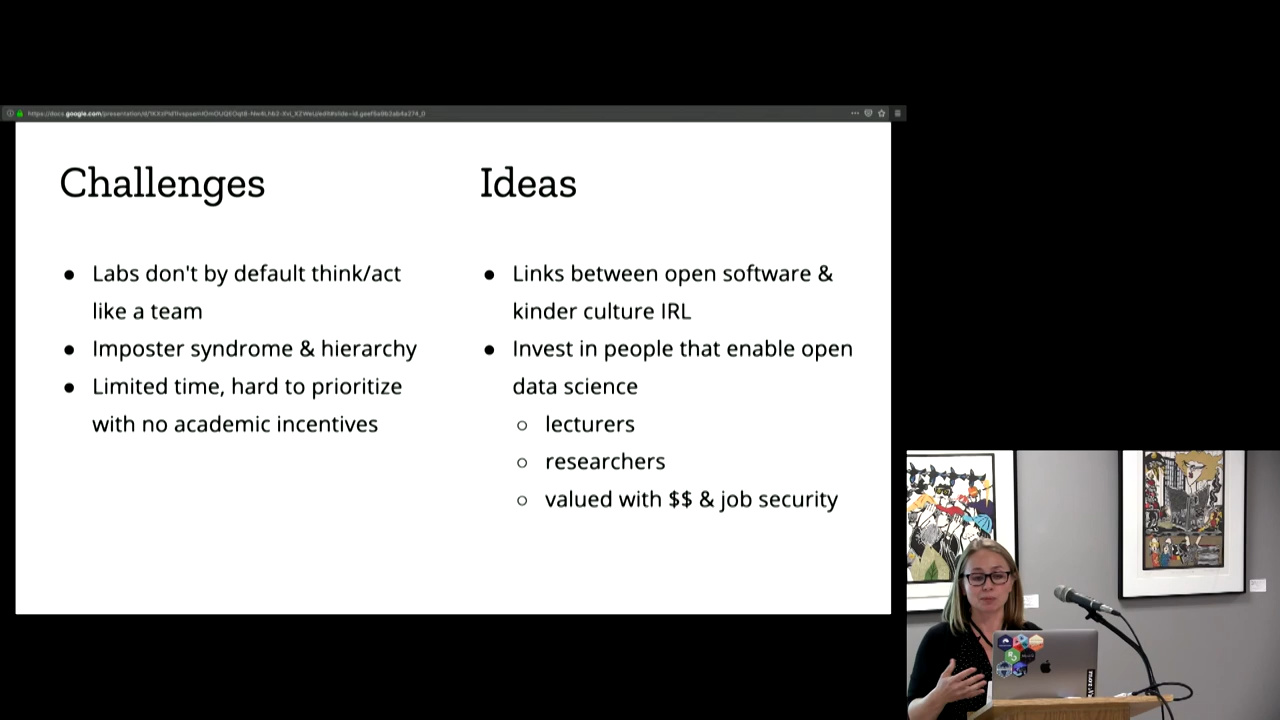 Challenges
Labs don't by default think/act
like a team
Imposter syndrome & hierarchy
Limited time, hard to prioritize
with no academic incentives
Ideas
Links between open software &
kinder culture IRL
Invest in people that enable open
data science
lecturers
researchers
valued with $$ & job security